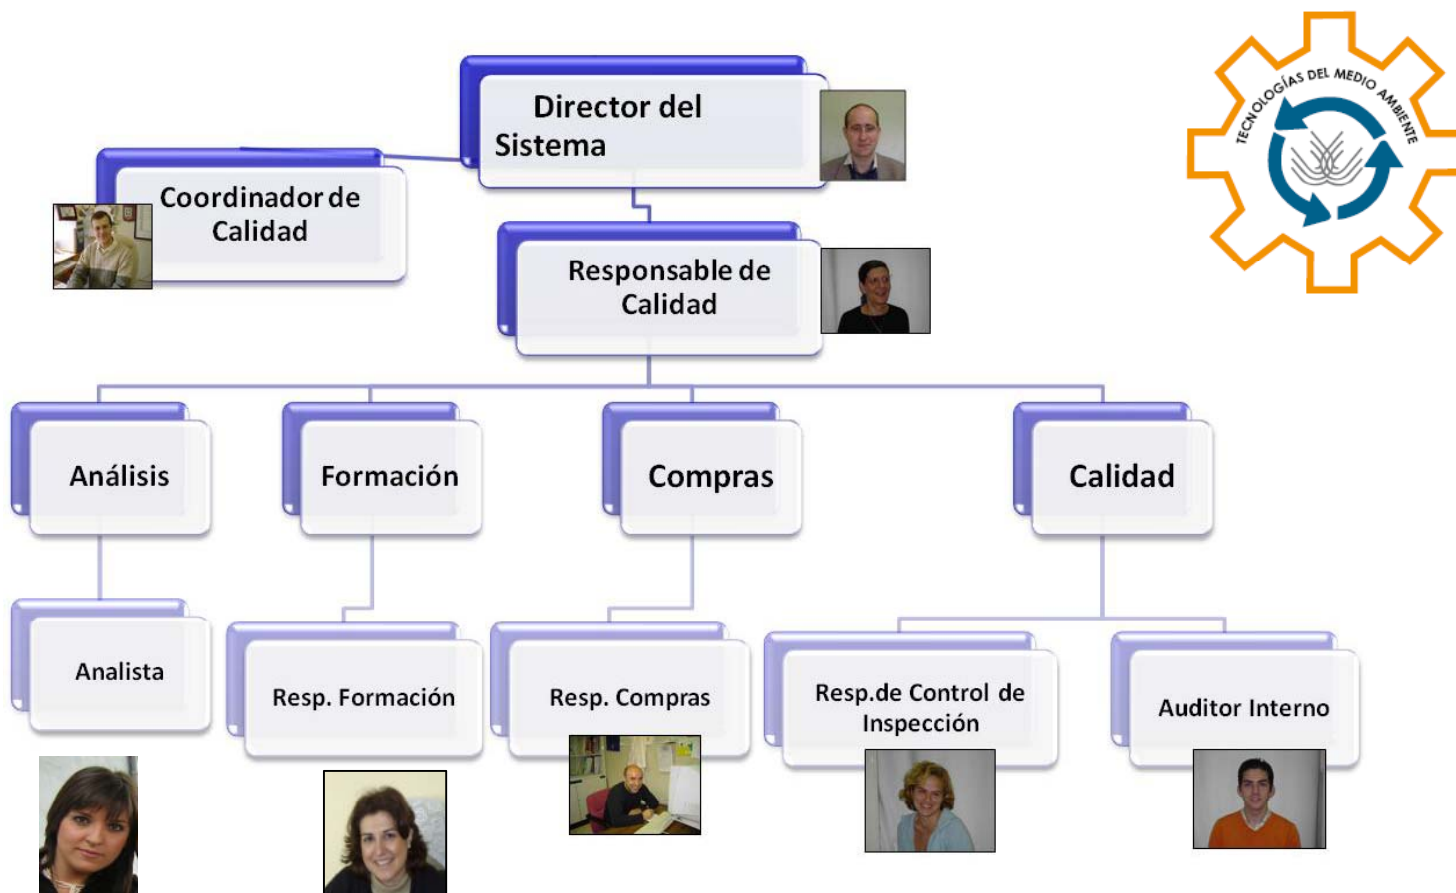 TECNOLOGÍAS DEL MEDIO AMBIENTE
Director del
Sistema
Coordinador de
Calidad
Responsable de
Calidad
Análisis
Formación
Compras
Calidad
Analista
Resp. Formación
Resp. Compras
Resp.de Control de
Inspección
Auditor Interno